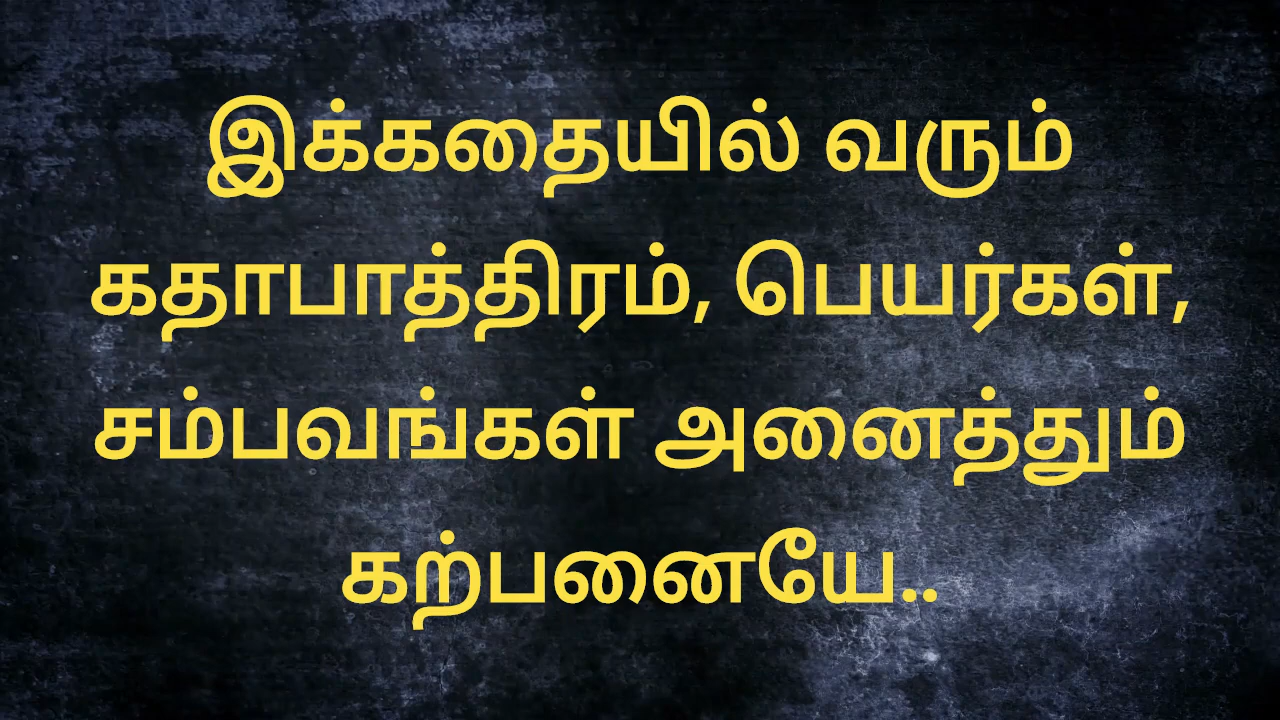 இக்கதையில் வரும்
கதாபாத்திரம், பெயர்கள்,
சம்பவங்கள் அனைத்தும்
கற்பனையே..